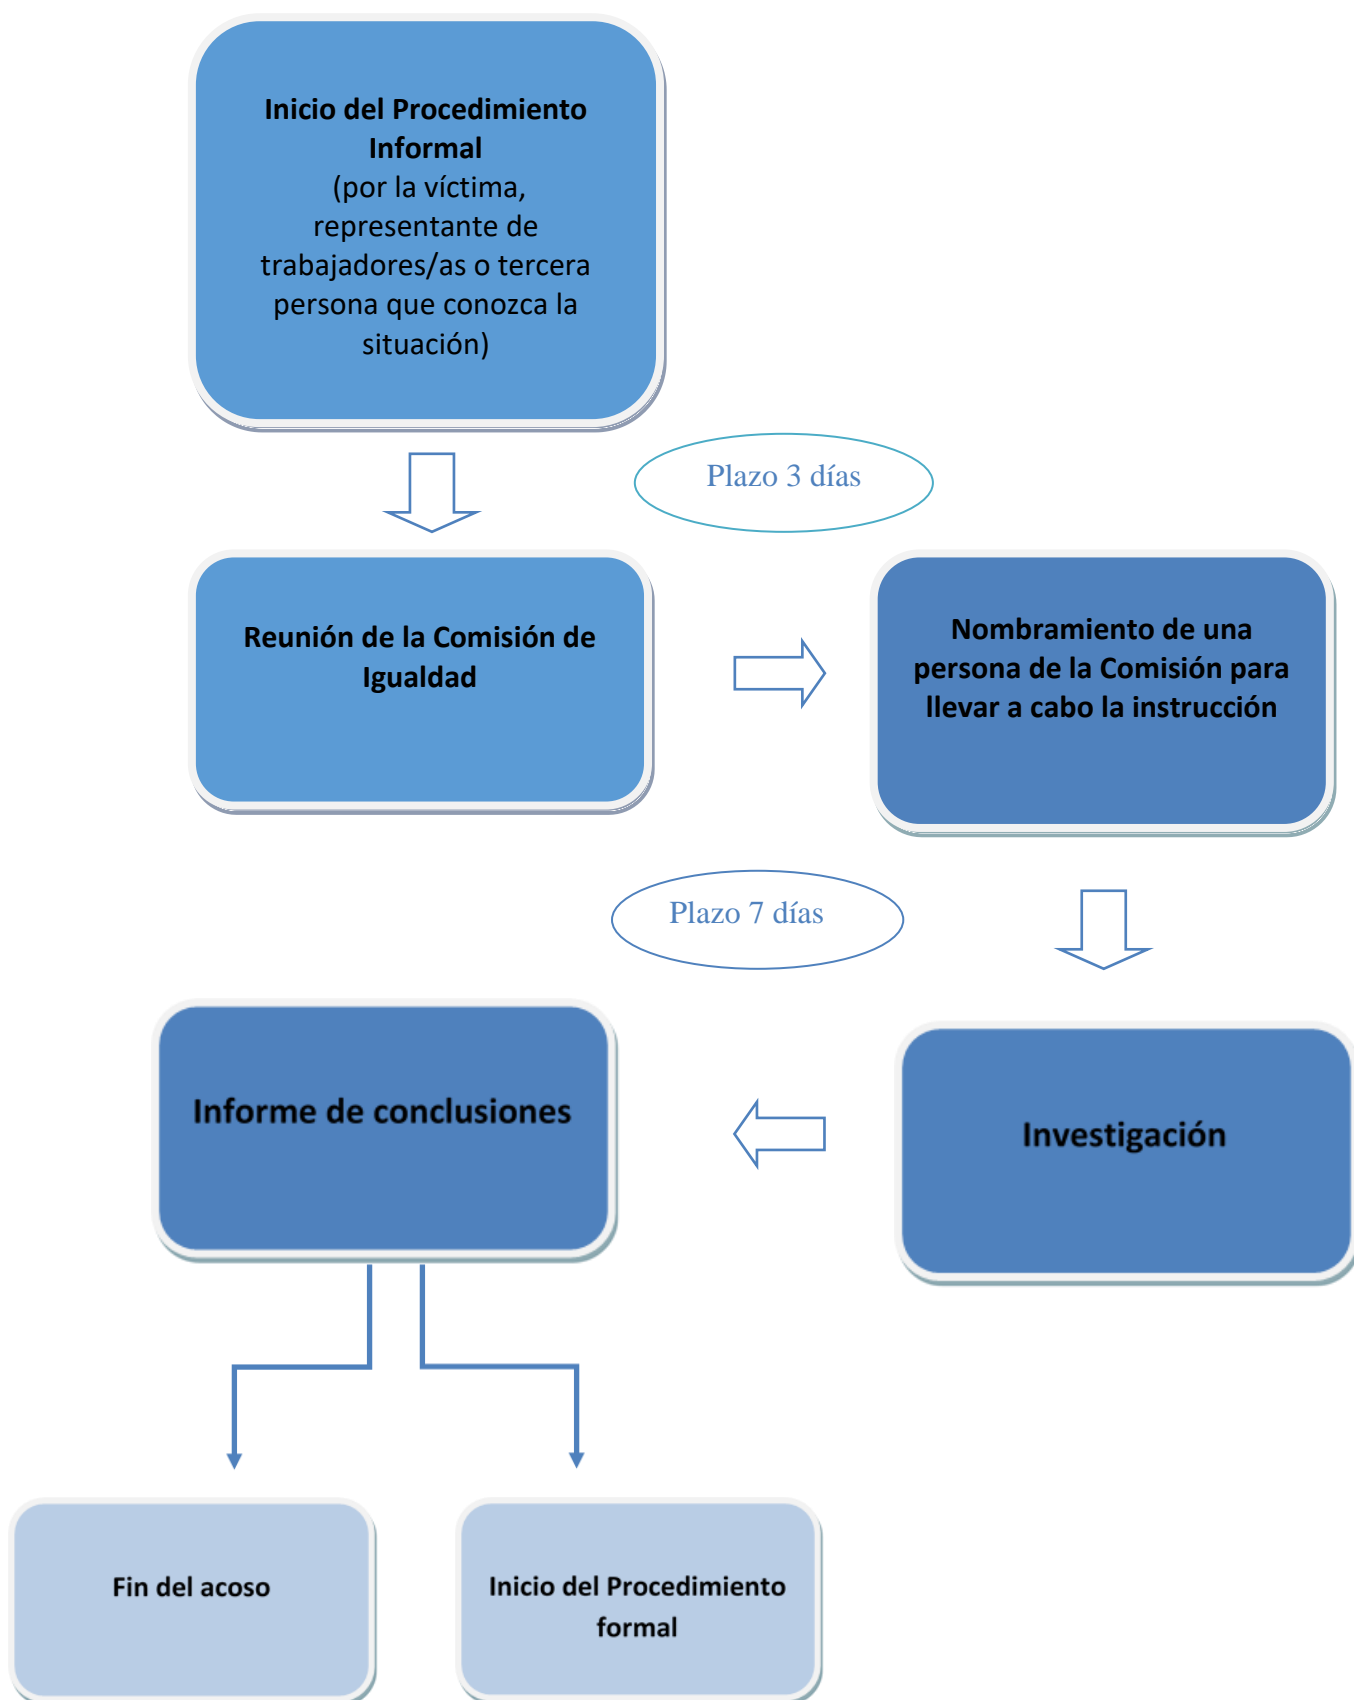 Inicio del Procedimiento
Informal
(por la víctima,
representante de
trabajadores/as o tercera
persona que conozca la
situación)
Plazo 3 días
Reunión de la Comisión de
Igualdad
Nombramiento de una
persona de la Comisión para
llevar a cabo la instrucción
Plazo 7 días
Informe de conclusiones
Investigación
Fin del acoso
Inicio del Procedimiento
formal